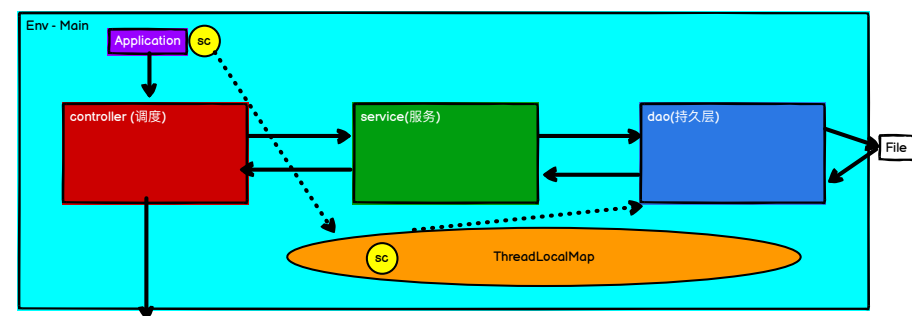 Env - Main
Application
sc
controller (调度)
service(服务)
dao(持久层)
File
sc
ThreadLocalMap